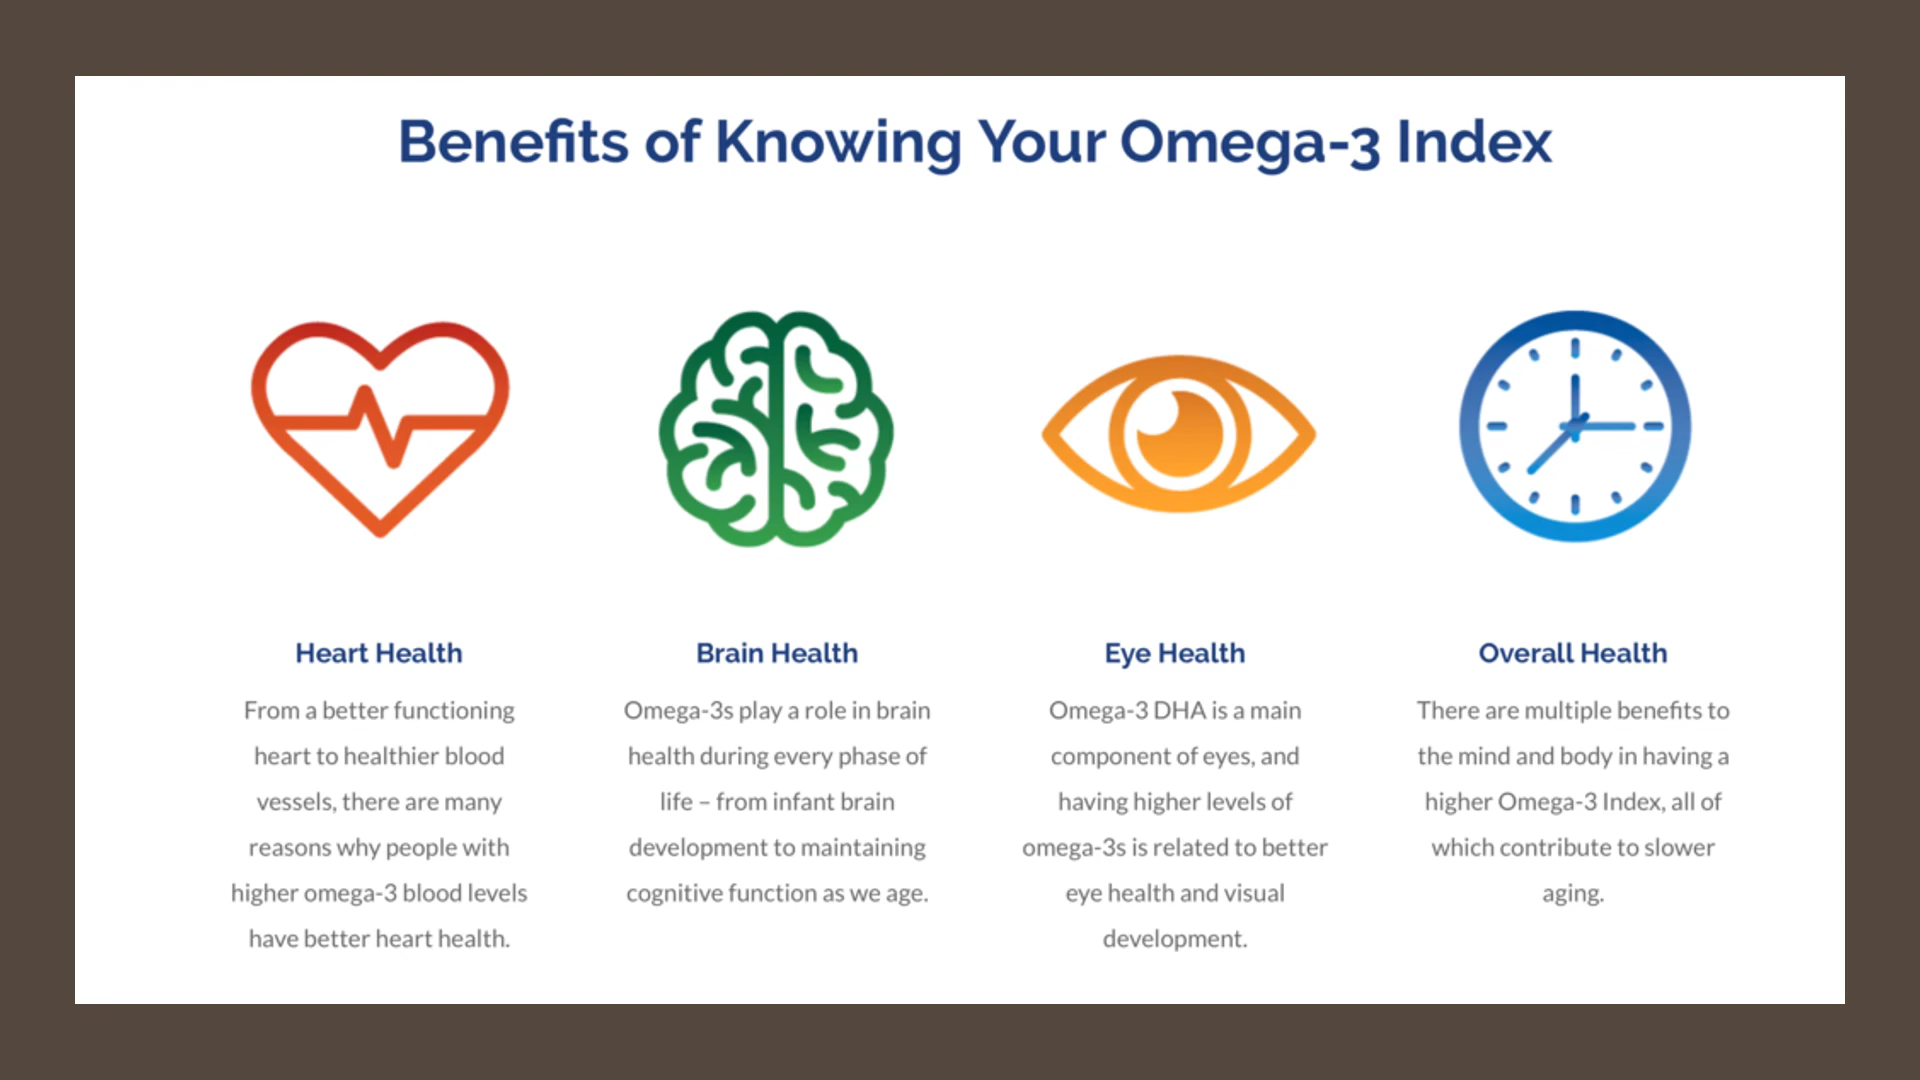 Benefits of Knowing Your Omega-3 Index
Heart Health
From a better functioning
heart to healthier blood
vessels, there are many
reasons why people with
higher omega-3 blood levels
have better heart health.
Brain Health
Omega-3s play a role in brain
health during every phase of
life – from infant brain
development to maintaining
cognitive function as we age.
Eye Health
Omega-3 DHA is a main
component of eyes, and
having higher levels of
omega-3s is related to better
eye health and visual
development.
Overall Health
There are multiple benefits to
the mind and body in having a
higher Omega-3 Index, all of
which contribute to slower
aging.